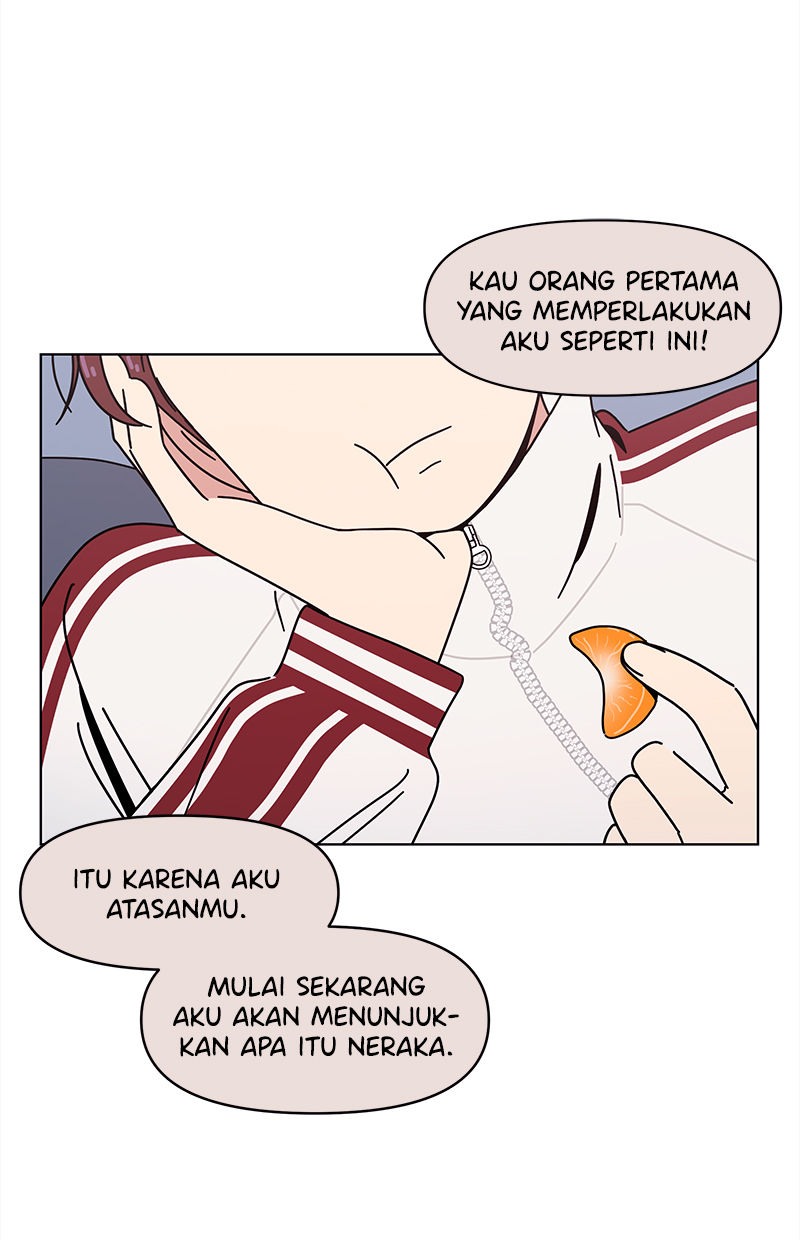 KAU ORANG PERTAMA
YANG MEMPERLAKUKAN
AKU SEPERTI INI!
ITU KARENA AKU
ATASANMU.
MULAI SEKARANG
AKU AKAN MENUNJUK-
KAN APA ITU NERAKA.